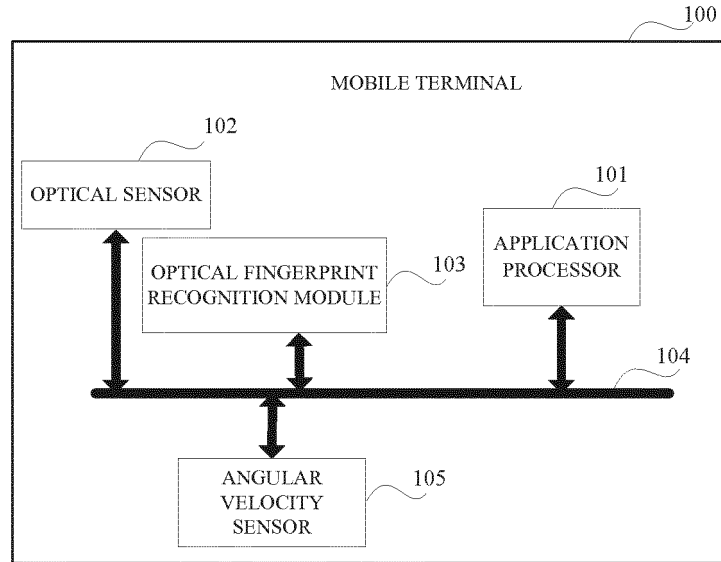 100
MOBILE TERMINAL
102
OPTICAL SENSOR
101
APPLICATION
PROCESSOR
OPTICAL FINGERPRINT
RECOGNITION MODULE
103
104
ANGULAR
VELOCITY
SENSOR
105